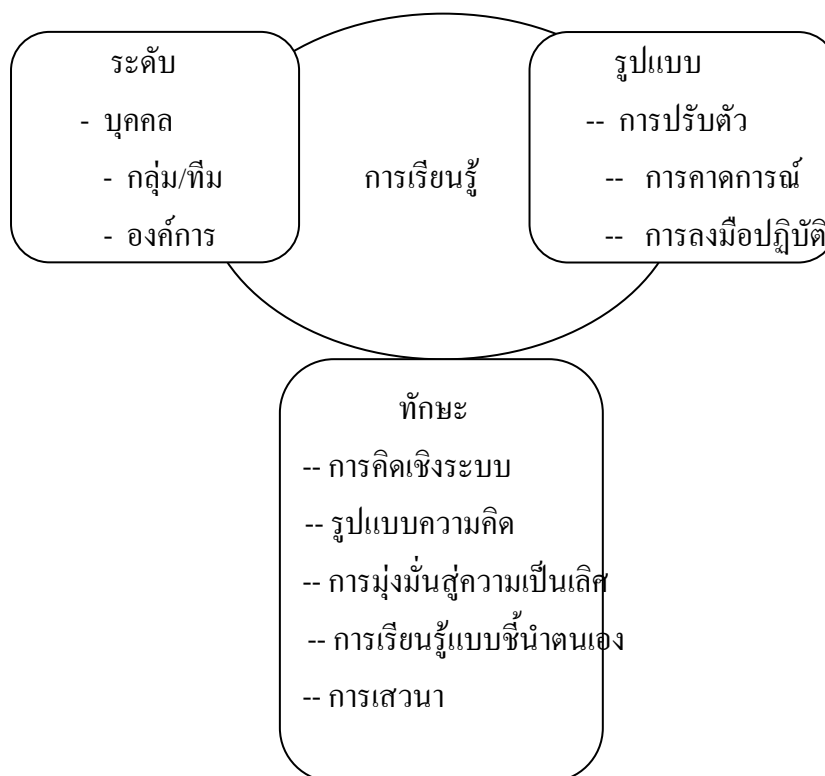 ระดับ
- บุคคล
- กลุ่ม/ทีม
- องค์การ
การเรียนรู้
รูปแบบ
-- การปรับตัว
-- การคาดการณ์
-- การลงมือปฏิบัติ
ทักษะ
-- การคิดเชิงระบบ
-- รูปแบบความคิด
-- การมุ่งมั่นสู่ความเป็นเลิศ
-- การเรียนรู้แบบชี้นำตนเอง
-- การเสวนา